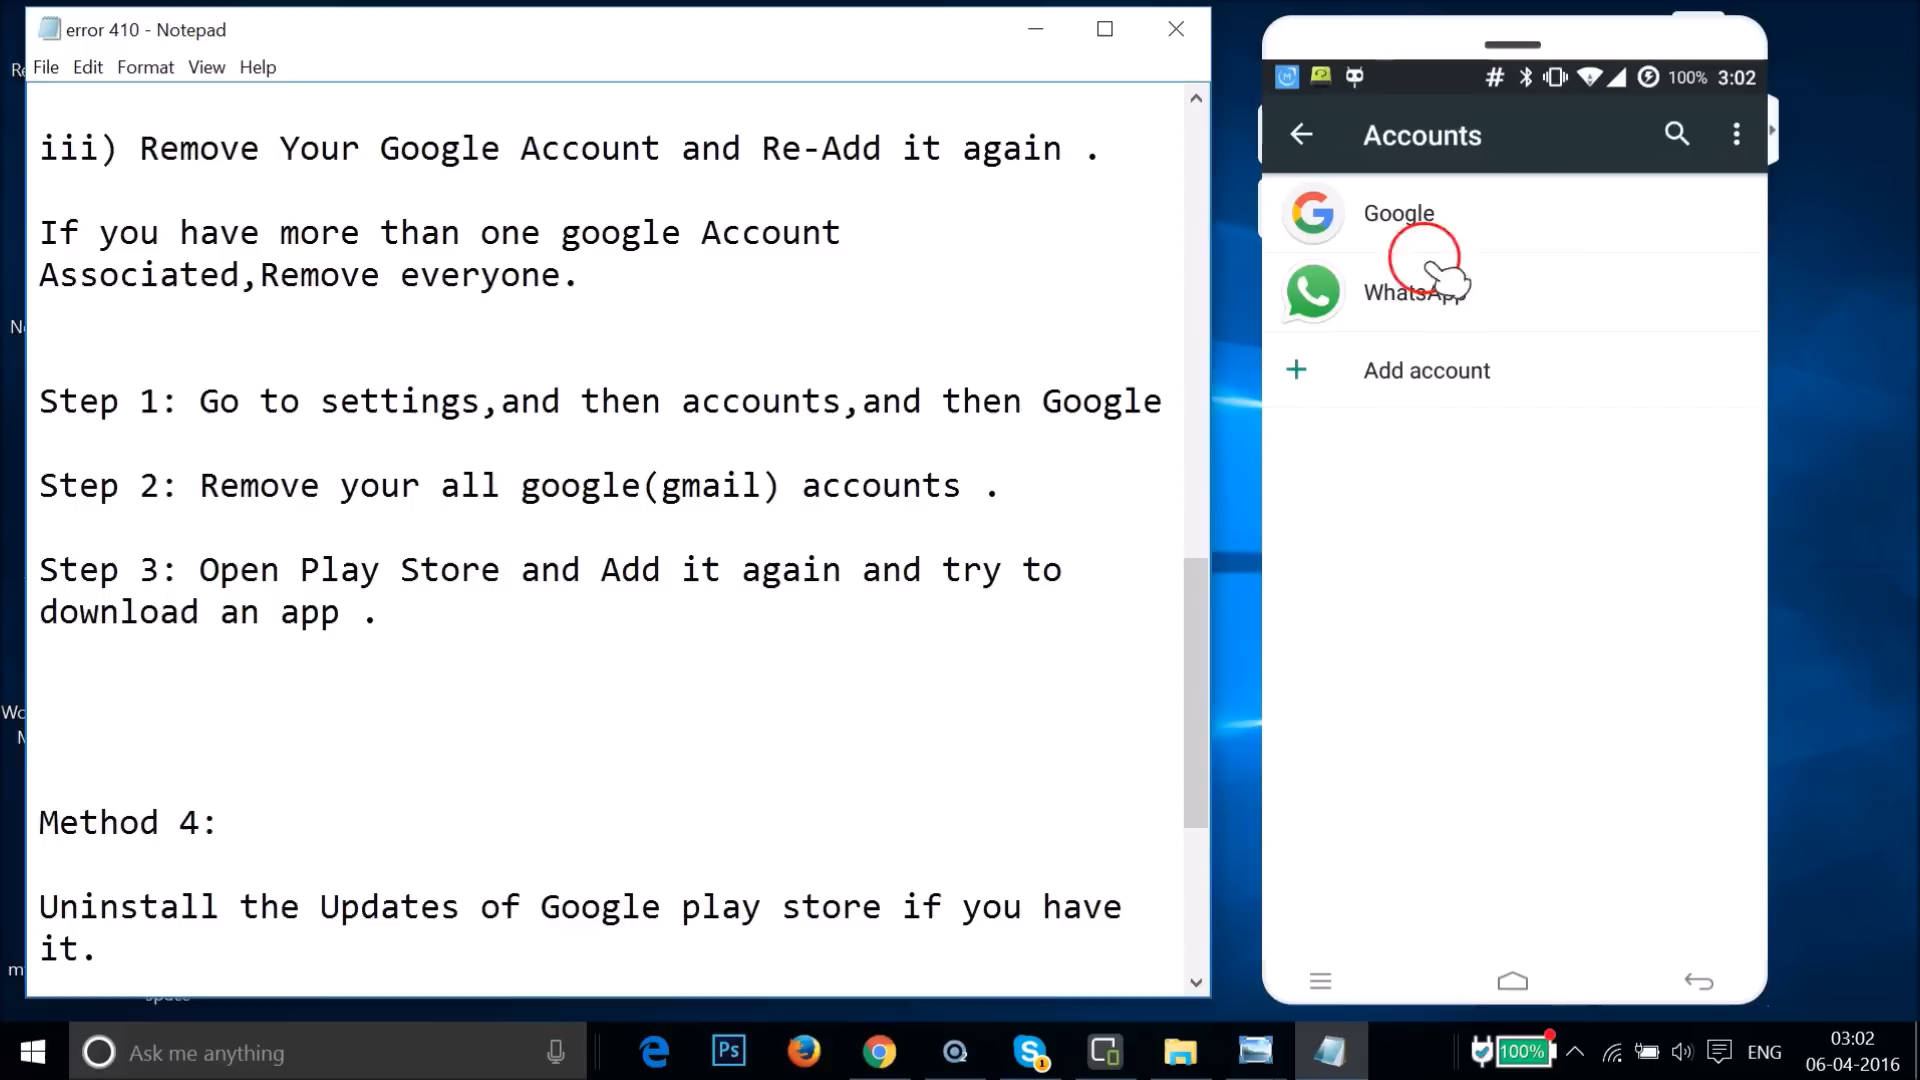 error 410 - Notepad
File Edit Format View Help
iii) Remove Your Google Account and Re-Add it again .
If you have more than one google Account
Associated,Remove everyone.
Step 1: Go to settings,and then accounts,and then Google
Step 2: Remove your all google(gmail) accounts .
Step 3: Open Play Store and Add it again and try to
download an app .
Method 4:
Uninstall the Updates of Google play store if you have
it.
100% 3:02
Accounts
Google
WhatsApp
Add account
Ask me anything
Ps
100%
ENG
03:02
06-04-2016